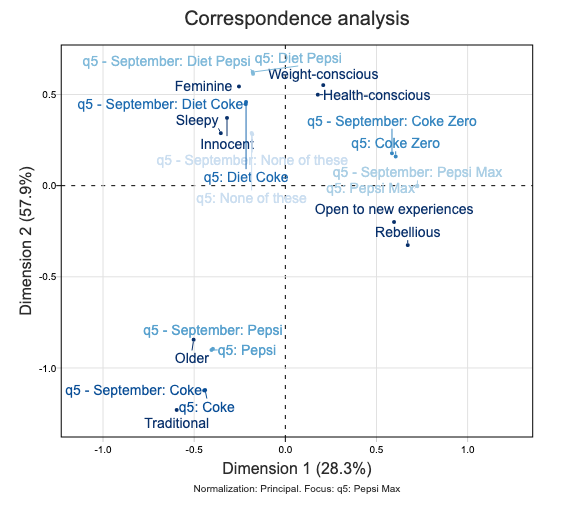 Correspondence analysis
q5 - September: Diet Pepsi
q5: Diet Pepsi
Weight-conscious
Feminine
Health-conscious
0.5
q5 - September: Diet Coke
Sleepy
q5 - September: Coke Zero
Innocent
q5: Coke Zero
q5 - September: None of these
q5 - September: Pepsi Max
q5: Diet Coke
0.0
q5: Pepsi Max
q5: None of these
Open to new experiences
Rebellious
-0.5
q5 - September: Pepsi
q5: Pepsi
Older
-1.0
q5 - September: Coke
q5: Coke
Traditional
Dimension 2 (57.9%)
-1.0
-0.5
0.0
0.5
1.0
Dimension 1 (28.3%)
Normalization: Principal. Focus: q5: Pepsi Max